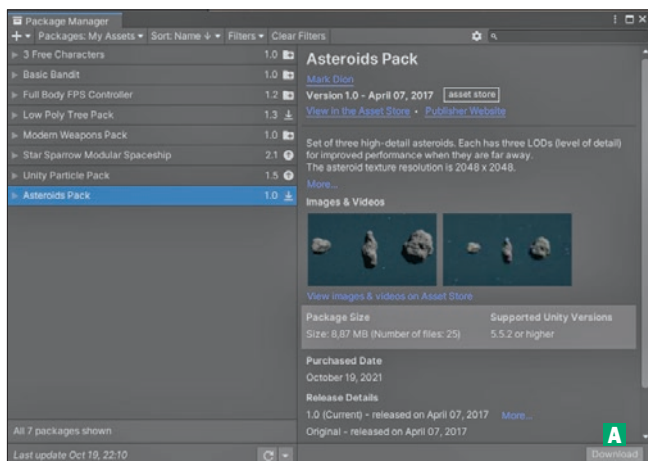 Package Manager
+ Packages: My Assets Sort: Name ↓ Filters Clear Filters
3 Free Characters 1.0
Basic Bandit 1.0
Full Body FPS Controller 1.2
Low Poly Tree Pack 1.3
Modern Weapons Pack 1.0
Star Sparrow Modular Spaceship 2.1
Unity Particle Pack 1.5
Asteroids Pack 1.0
All 7 packages shown
Last update Oct 19, 22:10
Asteroids Pack
Mark Dion
Version 1.0 - April 07, 2017 asset store
View in the Asset Store • Publisher Website
Set of three high-detail asteroids. Each has three LODs (level of detail)
for improved performance when they are far away.
The asteroid texture resolution is 2048 x 2048.
More...
Images & Videos
View images & videos on Asset Store
Package Size Supported Unity Versions
Size: 8,87 MB (Number of files: 25) 5.5.2 or higher
Purchased Date
October 19, 2021
Release Details
1.0 (Current) - released on April 07, 2017 More...
Original - released on April 07, 2017
A
Download